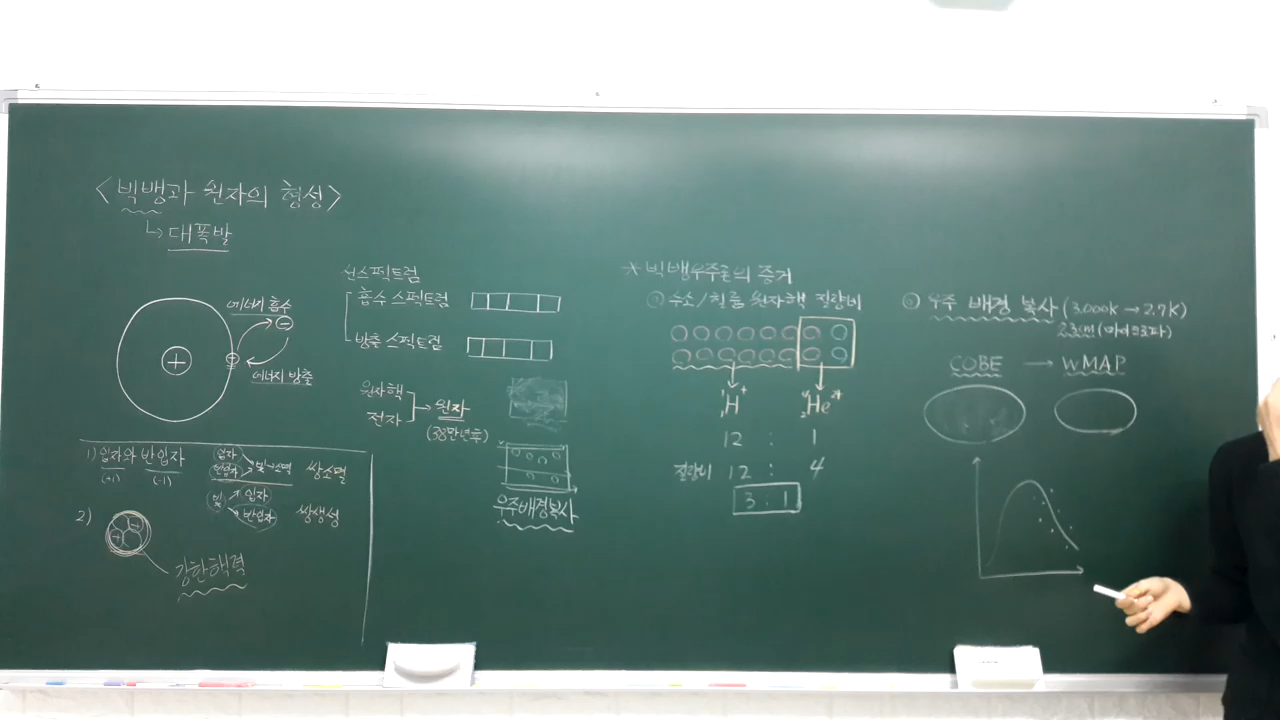 <빅뱅과 원자의 형성>
↳ 대폭발
에너지 흡수
+
-
에너지 방출
1) 입자와 반입자
(+1) (-1)
입자
반입자 → 빛→소멸 쌍소멸
빛 → 입자
→ 반입자 쌍생성
2)
강한핵력
선스펙트럼
흡수 스펙트럼
방출 스펙트럼
원자핵
전자 → 원자
(38만년후)
우주배경복사
* 빅뱅우주론의 증거
① 수소/헬륨 원자핵 질량비
¹₁H⁺ ⁴₂He²⁺
12 : 1
질량비 12 : 4
3 : 1
② 우주 배경 복사 (3.000k → 2.7k)
(마이크로파)
COBE → WMAP